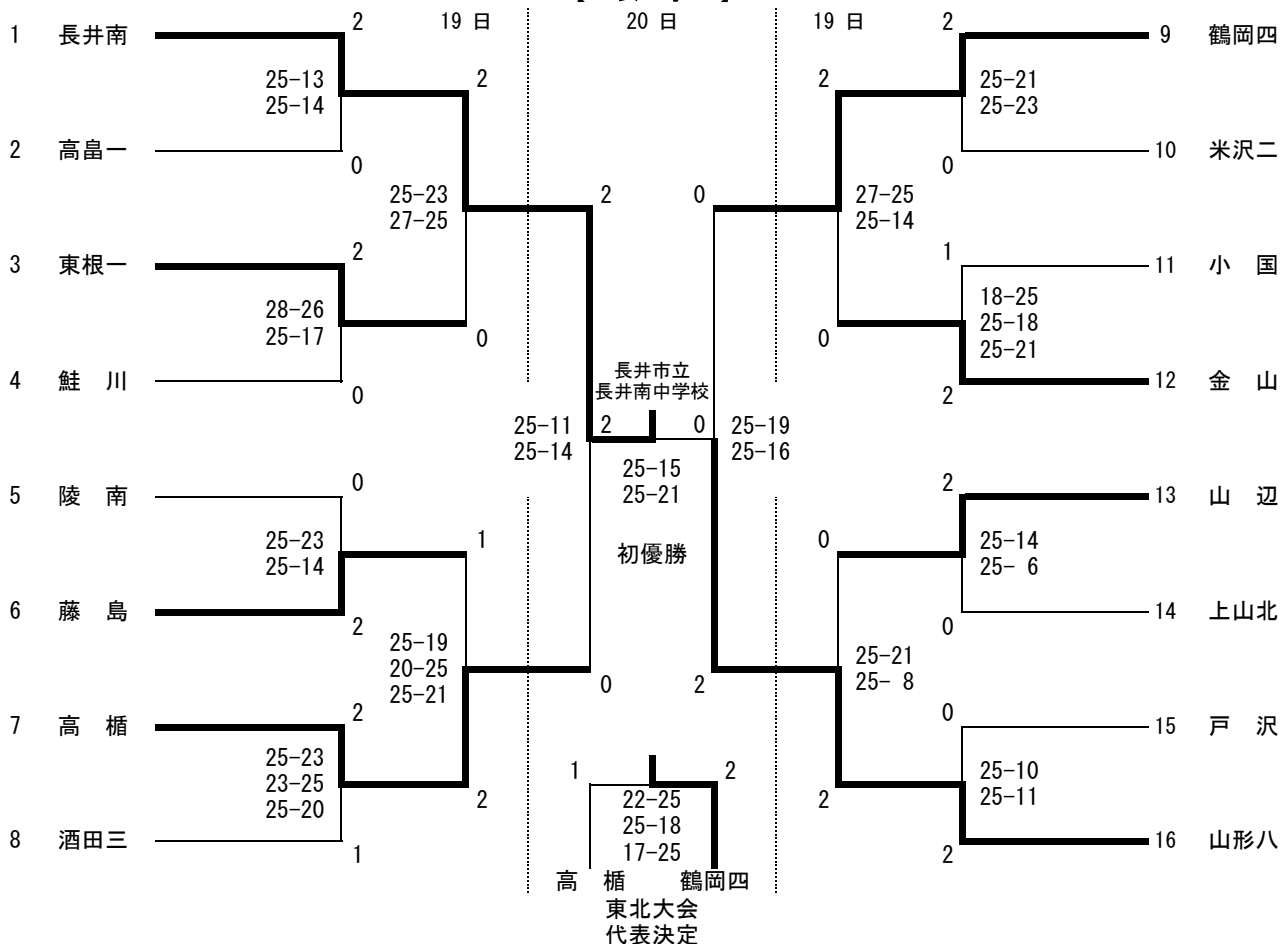 19 日
20 日
19 日
1 長井南
2 高畠一
3 東根一
4 鮭 川
5 陵 南
6 藤 島
7 高 楯
8 酒田三
2
25-13
25-14
0
2
28-26
25-17
0
0
25-23
25-14
2
2
25-23
23-25
25-20
1
2
25-23
27-25
0
1
25-19
20-25
25-21
2
2
25-11
25-14
0
長井市立
長井南中学校
2
0
25-15
25-21
初優勝
0
25-19
25-16
2
1
2
22-25
25-18
17-25
高 楯
鶴岡四
東北大会
代表決定
2
27-25
25-14
0
0
25-21
25- 8
2
2
25-21
25-23
0
1
18-25
25-18
25-21
2
2
25-14
25- 6
0
0
25-10
25-11
2
9 鶴岡四
10 米沢二
11 小 国
12 金 山
13 山 辺
14 上山北
15 戸 沢
16 山形八